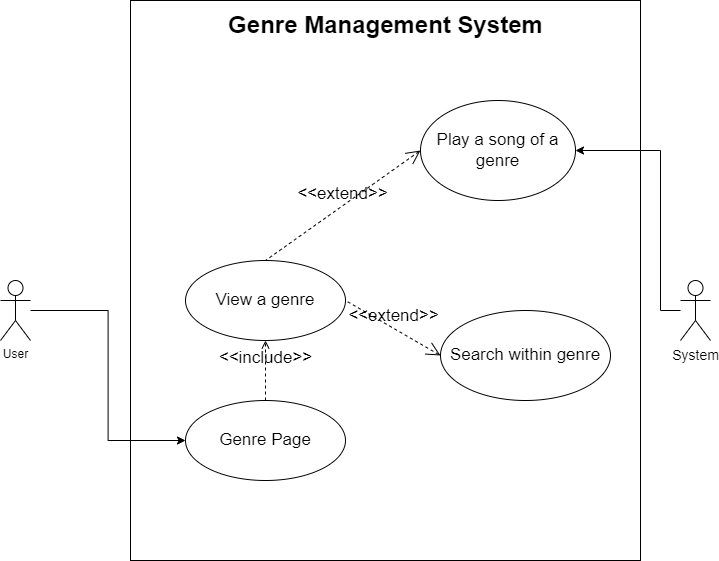 Genre Management System
Play a song of a
genre
<<extend>>
View a genre
<<extend>>
User
Search within genre
System
<<include>>
Genre Page